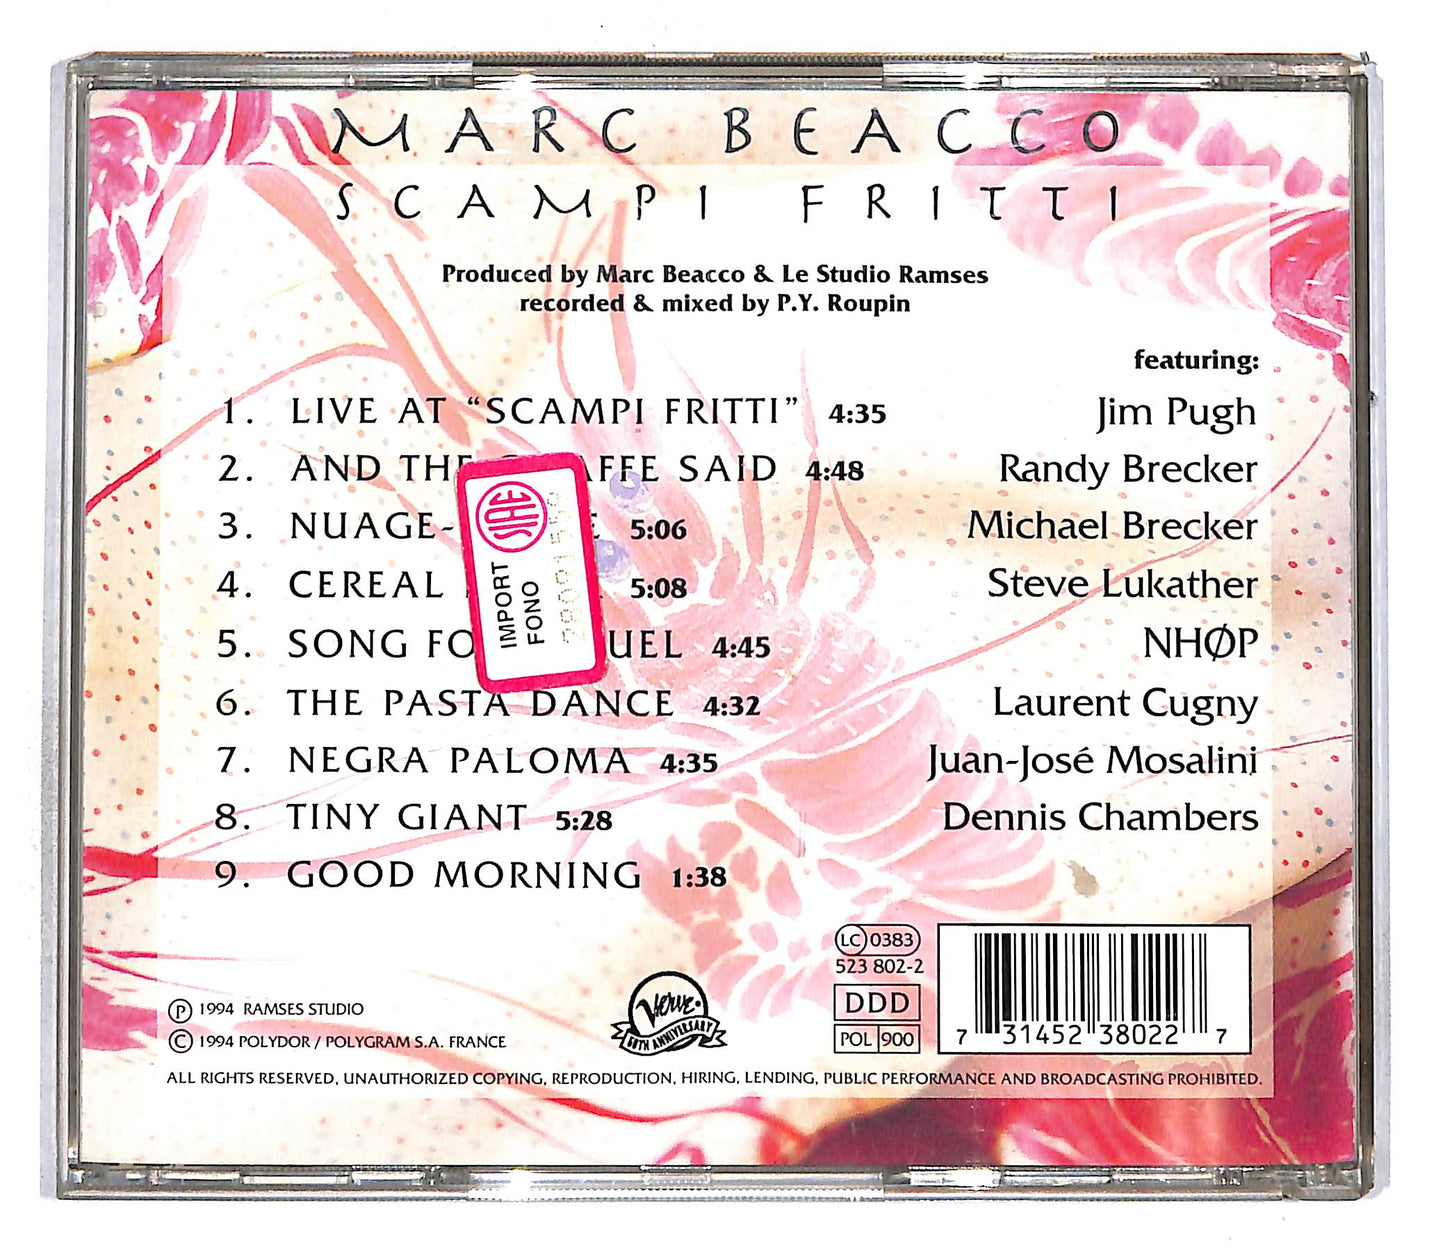 MARC BEACCO
SCAMPI FRITTI
Produced by Marc Beacco & Le Studio Ramses
recorded & mixed by P.Y. Roupin
featuring:
1. LIVE AT “SCAMPI FRITTI” 4:35 Jim Pugh
2. AND THE AFFE SAID 4:48 Randy Brecker
3. NUAGE- 5:06 Michael Brecker
4. CEREAL 5:08 Steve Lukather
5. SONG FO UEL 4:45 NHØP
6. THE PASTA DANCE 4:32 Laurent Cugny
7. NEGRA PALOMA 4:35 Juan-José Mosalini
8. TINY GIANT 5:28 Dennis Chambers
9. GOOD MORNING 1:38
SIAE
IMPORT
FONO
LC 0383
523 802-2
DDD
POL 900
7 31452 38022 7
Verve
50TH ANNIVERSARY
Ⓟ 1994 RAMSES STUDIO
© 1994 POLYDOR / POLYGRAM S.A. FRANCE
ALL RIGHTS RESERVED, UNAUTHORIZED COPYING, REPRODUCTION, HIRING, LENDING, PUBLIC PERFORMANCE AND BROADCASTING PROHIBITED.